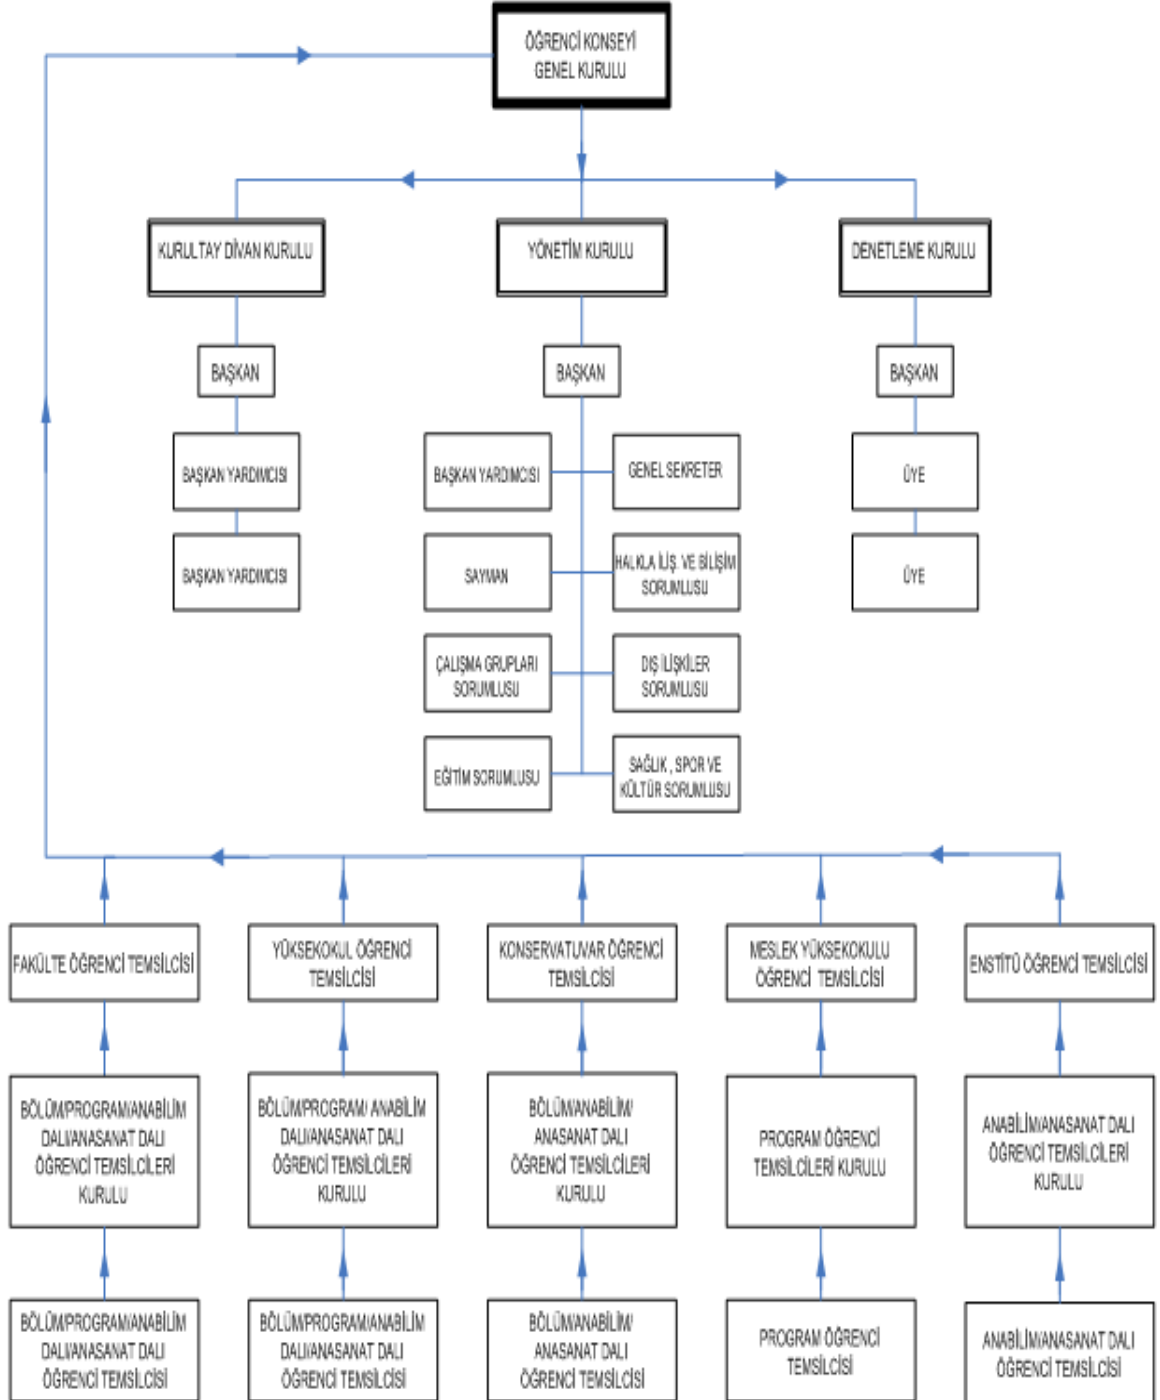 ÖĞRENCİ KONSEYİ
GENEL KURULU
KURULTAY DİVAN KURULU
YÖNETİM KURULU
DENETLEME KURULU
BAŞKAN
BAŞKAN
BAŞKAN
BAŞKAN YARDIMCISI
BAŞKAN YARDIMCISI
GENEL SEKRETER
ÜYE
BAŞKAN YARDIMCISI
SAYMAN
HALKLA İLİŞ. VE BİLİŞİM
SORUMLUSU
ÜYE
ÇALIŞMA GRUPLARI
SORUMLUSU
DIŞ İLİŞKİLER
SORUMLUSU
EĞİTİM SORUMLUSU
SAĞLIK , SPOR VE
KÜLTÜR SORUMLUSU
FAKÜLTE ÖĞRENCİ TEMSİLCİSİ
YÜKSEKOKUL ÖĞRENCİ
TEMSİLCİSİ
KONSERVATUVAR ÖĞRENCİ
TEMSİLCİSİ
MESLEK YÜKSEKOKULU
ÖĞRENCİ TEMSİLCİSİ
ENSTİTÜ ÖĞRENCİ TEMSİLCİSİ
BÖLÜM/PROGRAM/ANABİLİM
DALI/ANASANAT DALI
ÖĞRENCİ TEMSİLCİLERİ
KURULU
BÖLÜM/PROGRAM/ ANABİLİM
DALI/ANASANAT DALI
ÖĞRENCİ TEMSİLCİLERİ
KURULU
BÖLÜM/ANABİLİM/
ANASANAT DALI
ÖĞRENCİ TEMSİLCİLERİ
KURULU
PROGRAM ÖĞRENCİ
TEMSİLCİLERİ KURULU
ANABİLİM/ANASANAT DALI
ÖĞRENCİ TEMSİLCİLERİ
KURULU
BÖLÜM/PROGRAM/ANABİLİM
DALI/ANASANAT DALI
ÖĞRENCİ TEMSİLCİSİ
BÖLÜM/PROGRAM/ANABİLİM
DALI/ANASANAT DALI
ÖĞRENCİ TEMSİLCİSİ
BÖLÜM/ANABİLİM/
ANASANAT DALI
ÖĞRENCİ TEMSİLCİSİ
PROGRAM ÖĞRENCİ
TEMSİLCİSİ
ANABİLİM/ANASANAT DALI
ÖĞRENCİ TEMSİLCİSİ